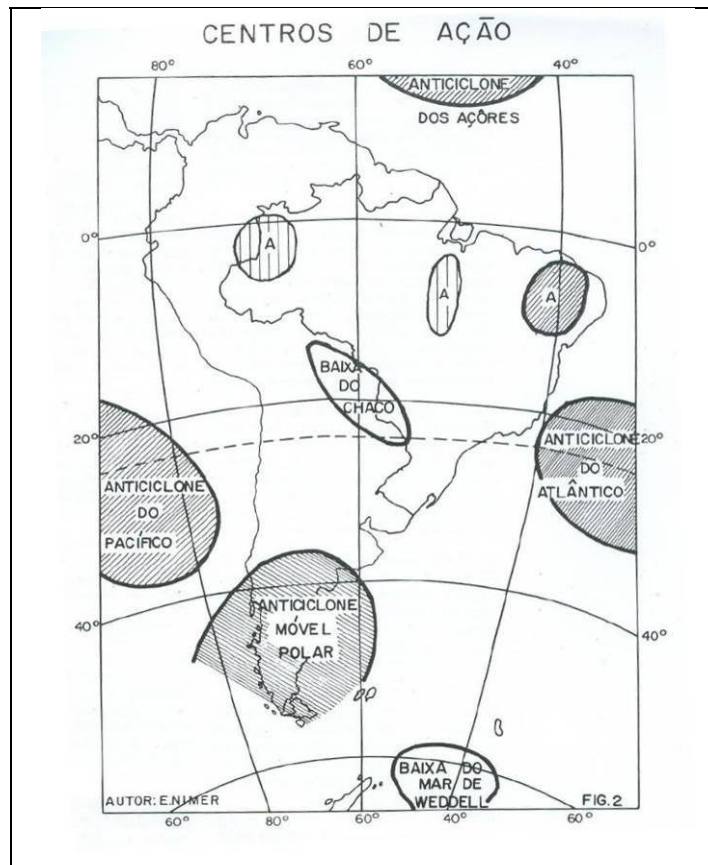 CENTROS DE AÇÃO
80° 60° 40°
ANTICICLONE
DOS AÇÔRES
0° 0°
A
A
A
BAIXA
DO
CHACO
20° 20°
ANTICICLONE
DO
ATLÂNTICO
ANTICICLONE
DO
PACÍFICO
ANTICICLONE
MÓVEL
POLAR
40° 40°
BAIXA DO
MAR DE
WEDDELL
AUTOR: E.NIMER FIG. 2
60° 80° 60° 40° 60°